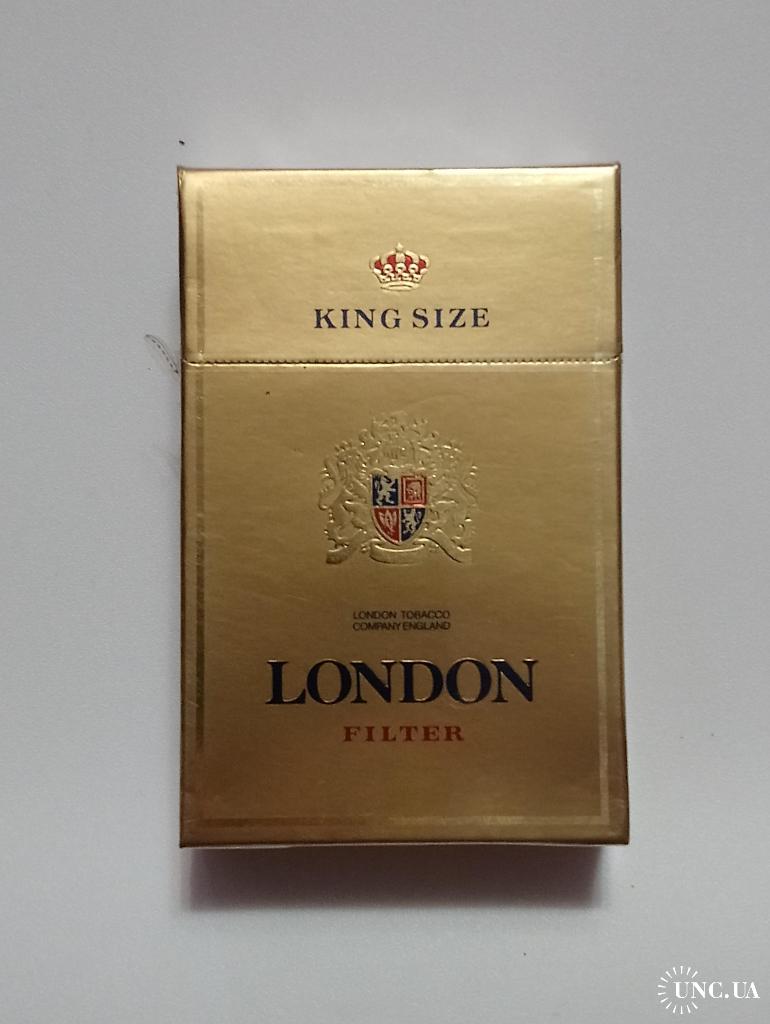 KING SIZE
LONDON TOBACCO
COMPANY ENGLAND
LONDON
FILTER
UNC.UA